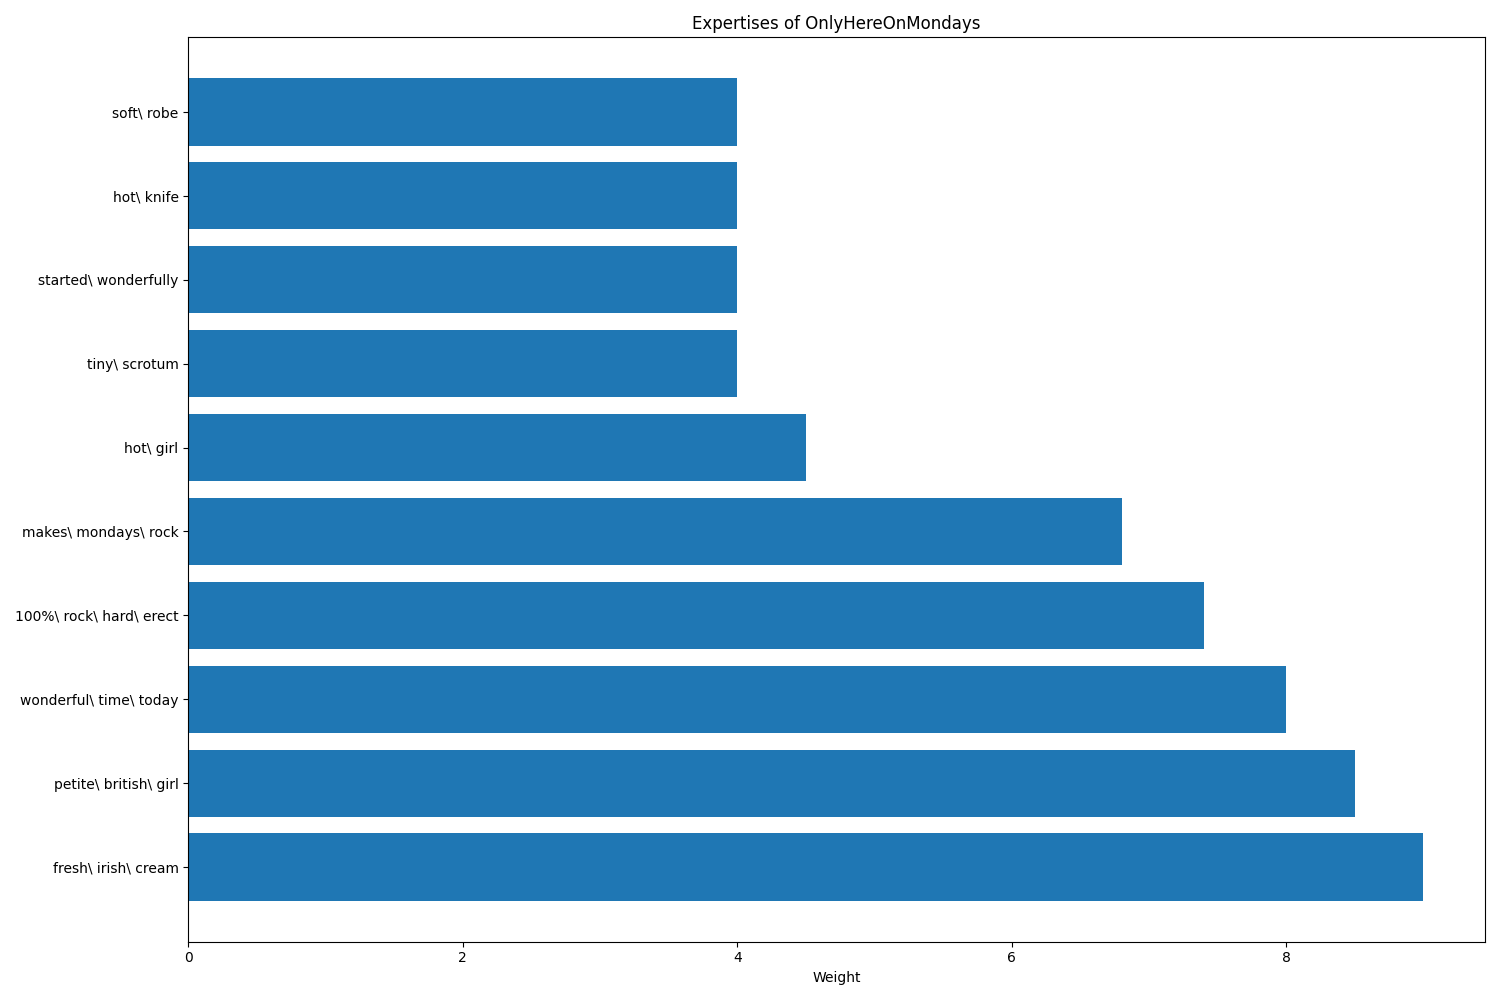 Expertises of OnlyHereOnMondays
soft\ robe
hot\ knife
started\ wonderfully
tiny\ scrotum
hot\ girl
makes\ mondays\ rock
100%\ rock\ hard\ erect
wonderful\ time\ today
petite\ british\ girl
fresh\ irish\ cream
0 2 4 6 8
Weight